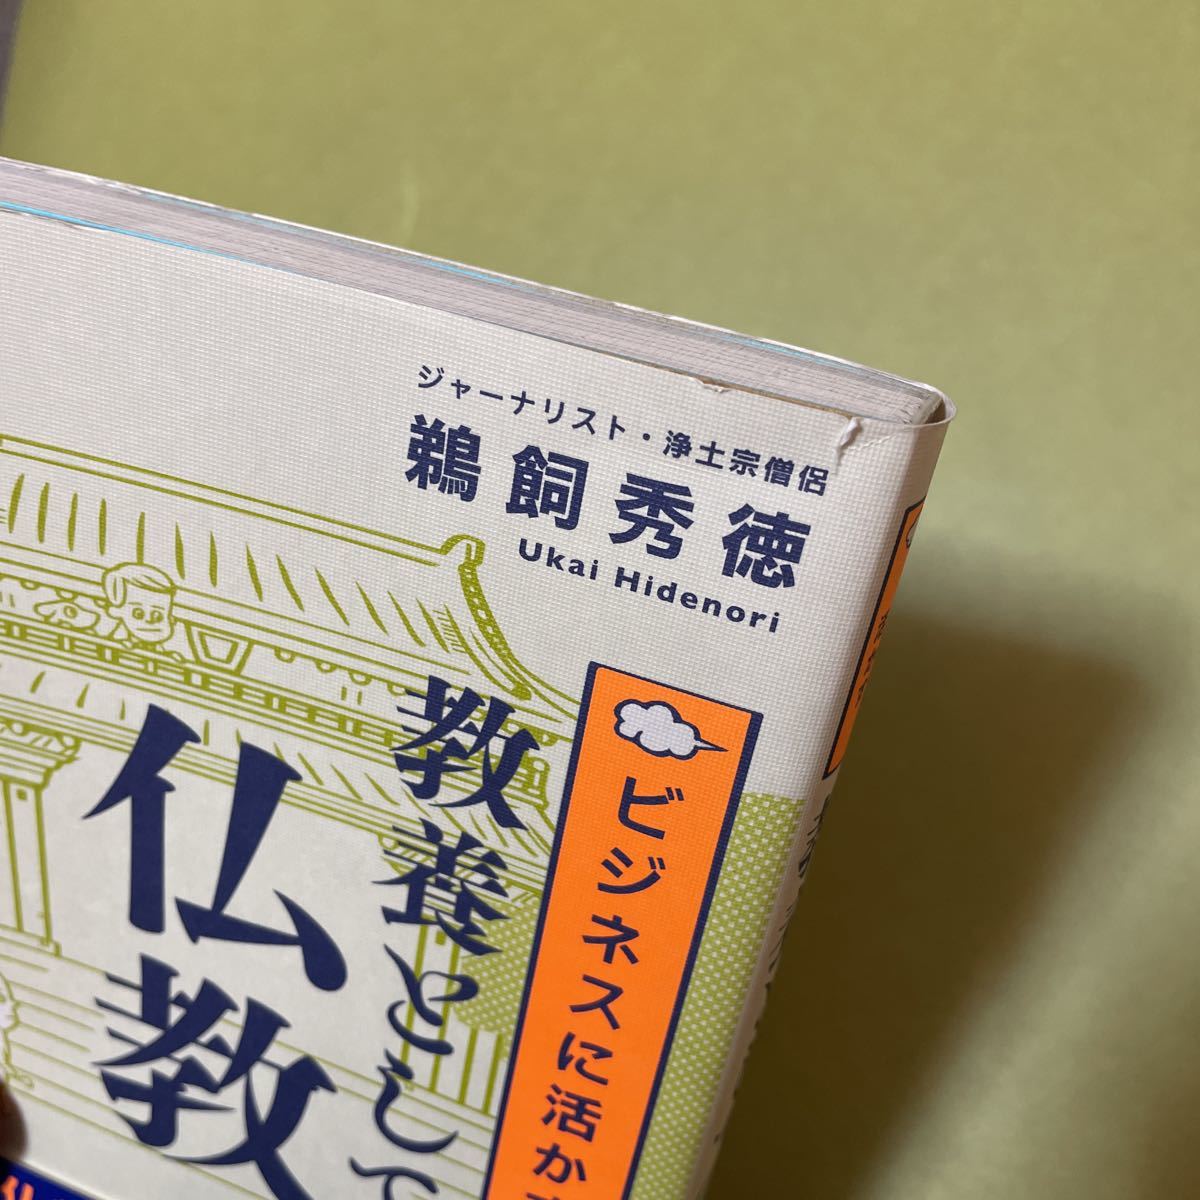 ジャーナリスト・浄土宗僧侶
鵜飼秀徳
Ukai Hidenori
ビジネスに活か
教養として
仏教